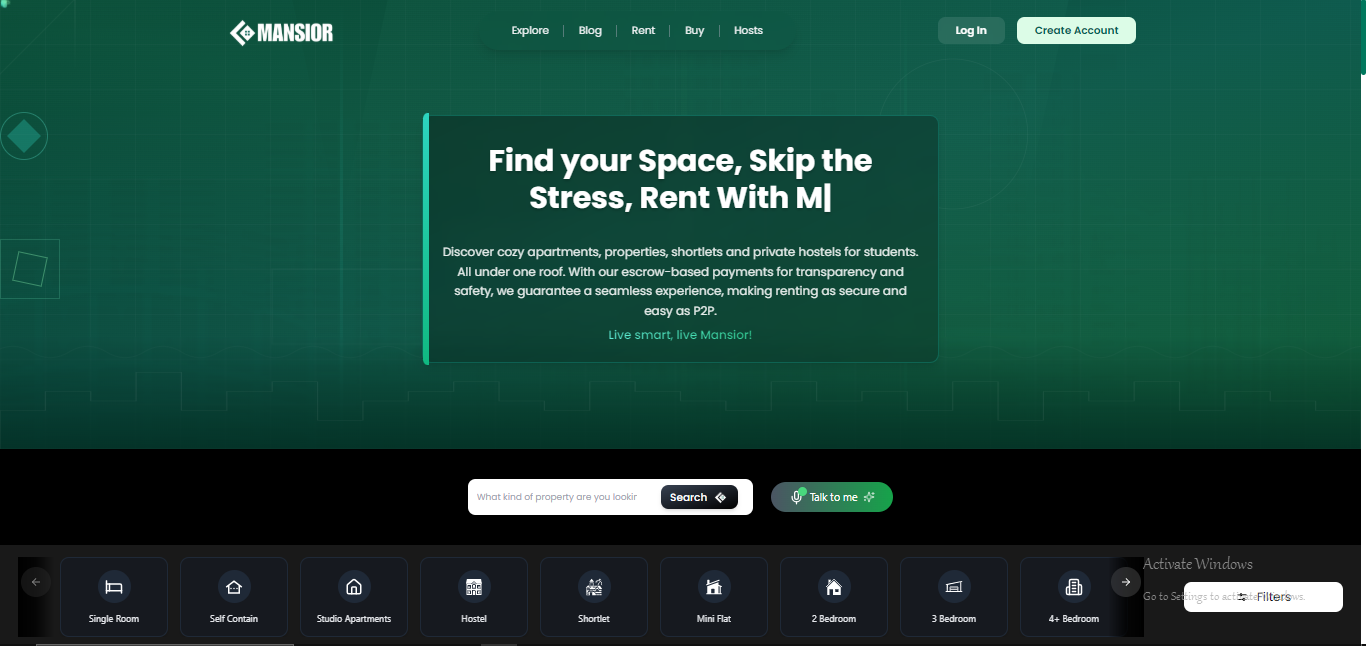 MANSIOR
Explore
Blog
Rent
Buy
Hosts
Log In
Create Account
Find your Space, Skip the
Stress, Rent With M|
Discover cozy apartments, properties, shortlets and private hostels for students.
All under one roof. With our escrow-based payments for transparency and
safety, we guarantee a seamless experience, making renting as secure and
easy as P2P.
Live smart, live Mansior!
What kind of property are you lookir
Search
Talk to me
Single Room
Self Contain
Studio Apartments
Hostel
Shortlet
Mini Flat
2 Bedroom
3 Bedroom
4+ Bedroom
Activate Windows
Go to Settings to activate Windows.
Filters